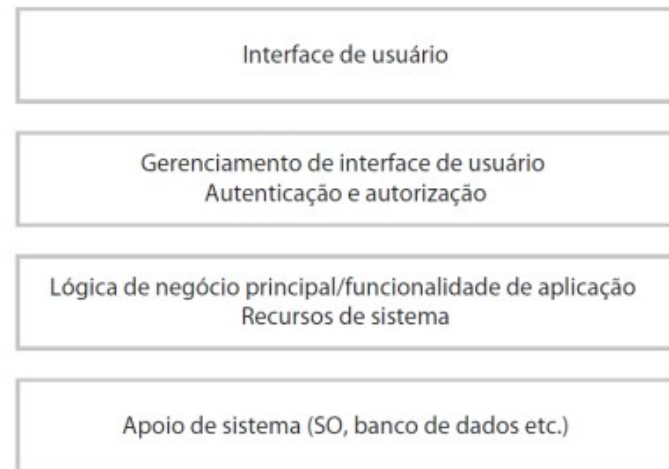 Interface de usuário
Gerenciamento de interface de usuário
Autenticação e autorização
Lógica de negócio principal/funcionalidade de aplicação
Recursos de sistema
Apoio de sistema (SO, banco de dados etc.)